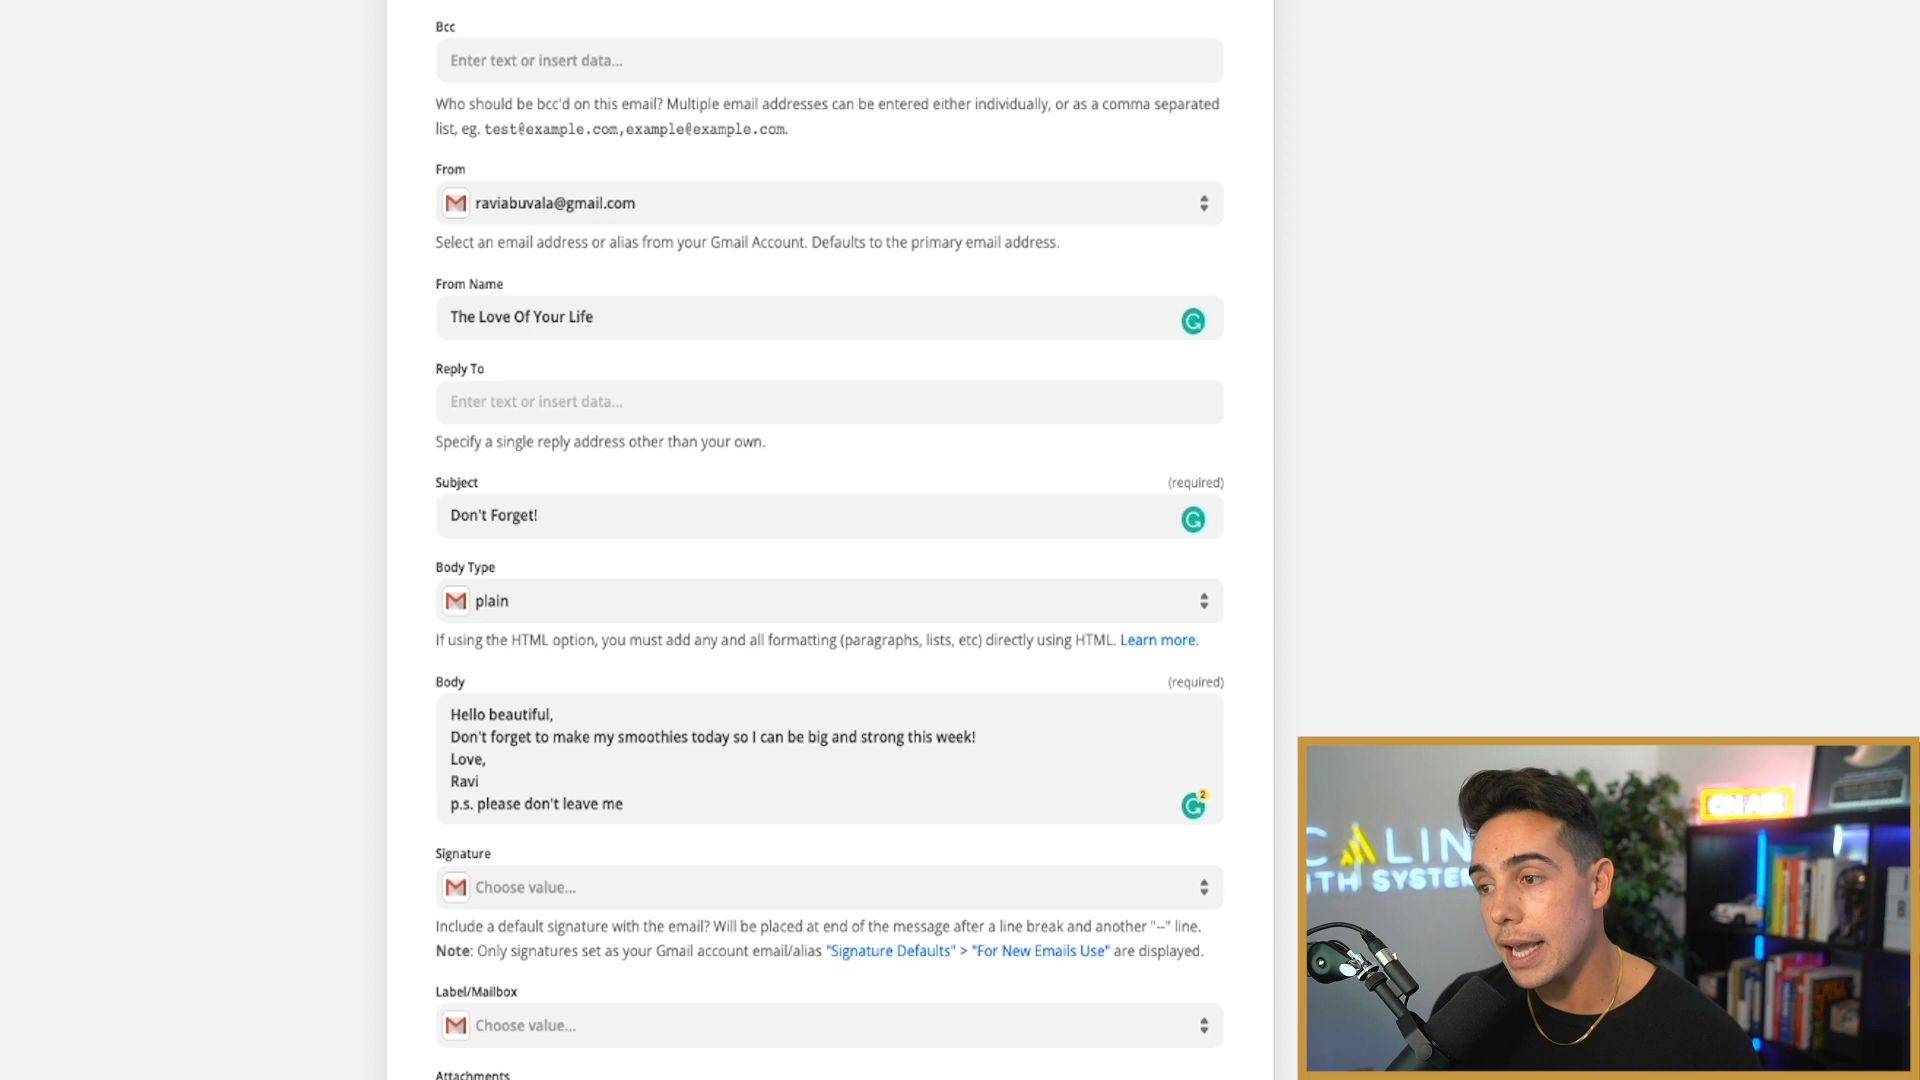 Bcc
Enter text or insert data...
Who should be bcc'd on this email? Multiple email addresses can be entered either individually, or as a comma separated
list, eg. test@example.com,example@example.com.
From
raviabuvala@gmail.com
Select an email address or alias from your Gmail Account. Defaults to the primary email address.
From Name
The Love Of Your Life
Reply To
Enter text or insert data...
Specify a single reply address other than your own.
Subject (required)
Don't Forget!
Body Type
plain
If using the HTML option, you must add any and all formatting (paragraphs, lists, etc) directly using HTML. Learn more.
Body (required)
Hello beautiful,
Don't forget to make my smoothies today so I can be big and strong this week!
Love,
Ravi
p.s. please don't leave me
2
Signature
Choose value...
Include a default signature with the email? Will be placed at end of the message after a line break and another "--" line.
Note: Only signatures set as your Gmail account email/alias "Signature Defaults" > "For New Emails Use" are displayed.
Label/Mailbox
Choose value...
Attachments
ON AIR
CALIN
ITH SYSTEM